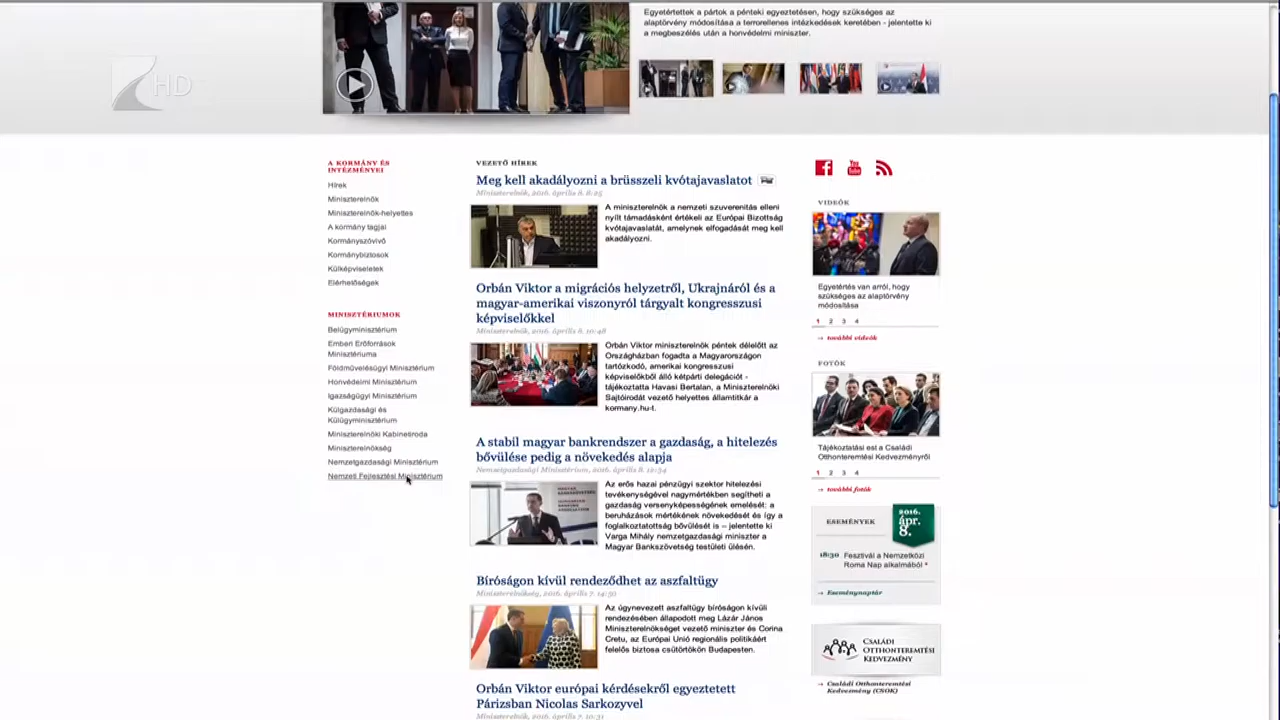 Egyetértettek a pártok a pénteki egyeztetésen, hogy szükséges az
alaptörvény módosítása a terrorellenes intézkedések keretében - jelentette ki
a megbeszélés után a honvédelmi miniszter.
HD
A KORMÁNY ÉS
INTÉZMÉNYEI
Hírek
Miniszterelnök
Miniszterelnök-helyettes
A kormány tagjai
Kormányszóvivő
Kormánybiztosok
Külképviseletek
Elérhetőségek
MINISZTÉRIUMOK
Belügyminisztérium
Emberi Erőforrások
Minisztériuma
Földművelésügyi Minisztérium
Honvédelmi Minisztérium
Igazságügyi Minisztérium
Külgazdasági és
Külügyminisztérium
Miniszterelnöki Kabinetiroda
Miniszterelnökség
Nemzetgazdasági Minisztérium
Nemzeti Fejlesztési Minisztérium
VEZETŐ HÍREK
Meg kell akadályozni a brüsszeli kvótajavaslatot
Miniszterelnök, 2016. április 8. 8:25
A miniszterelnök a nemzeti szuverenitás elleni
nyílt támadásként értékeli az Európai Bizottság
kvótajavaslatát, amelynek elfogadását meg kell
akadályozni.
Orbán Viktor a migrációs helyzetről, Ukrajnáról és a
magyar-amerikai viszonyról tárgyalt kongresszusi
képviselőkkel
Miniszterelnök, 2016. április 8. 10:48
Orbán Viktor miniszterelnök péntek délelőtt az
Országházban fogadta a Magyarországon
tartózkodó, amerikai kongresszusi
képviselőkből álló kétpárti delegációt -
tájékoztatta Havasi Bertalan, a Miniszterelnöki
Sajtóirodát vezető helyettes államtitkár a
kormany.hu-t.
A stabil magyar bankrendszer a gazdaság, a hitelezés
bővülése pedig a növekedés alapja
Nemzetgazdasági Minisztérium, 2016. április 8. 12:54
Az erős hazai pénzügyi szektor hitelezési
tevékenységével nagymértékben segítheti a
gazdaság versenyképességének emelését: a
beruházások mértékének növekedését és így a
foglalkoztatottság bővülését is – jelentette ki
Varga Mihály nemzetgazdasági miniszter a
Magyar Bankszövetség testületi ülésén.
Bíróságon kívül rendeződhet az aszfaltügy
Miniszterelnökség, 2016. április 7. 14:50
Az úgynevezett aszfaltügy bíróságon kívüli
rendezésében állapodott meg Lázár János
Miniszterelnökséget vezető miniszter és Corina
Cretu, az Európai Unió regionális politikáért
felelős biztosa csütörtökön Budapesten.
Orbán Viktor európai kérdésekről egyeztetett
Párizsban Nicolas Sarkozyvel
Miniszterelnök, 2016. április 7. 10:31
You
Tube
VIDEÓK
Egyetértés van arról, hogy
szükséges az alaptörvény
módosítása
1 2 3 4
→ további videók
FOTÓK
Tájékoztatási est a Családi
Otthonteremtési Kedvezményről
1 2 3 4
→ további fotók
ESEMÉNYEK
2016.
ápr.
8.
18:30 Fesztivál a Nemzetközi
Roma Nap alkalmából *
→ Eseménynaptár
CSALÁDI
OTTHONTEREMTÉSI
KEDVEZMÉNY
→ Családi Otthonteremtési
Kedvezmény (CSOK)